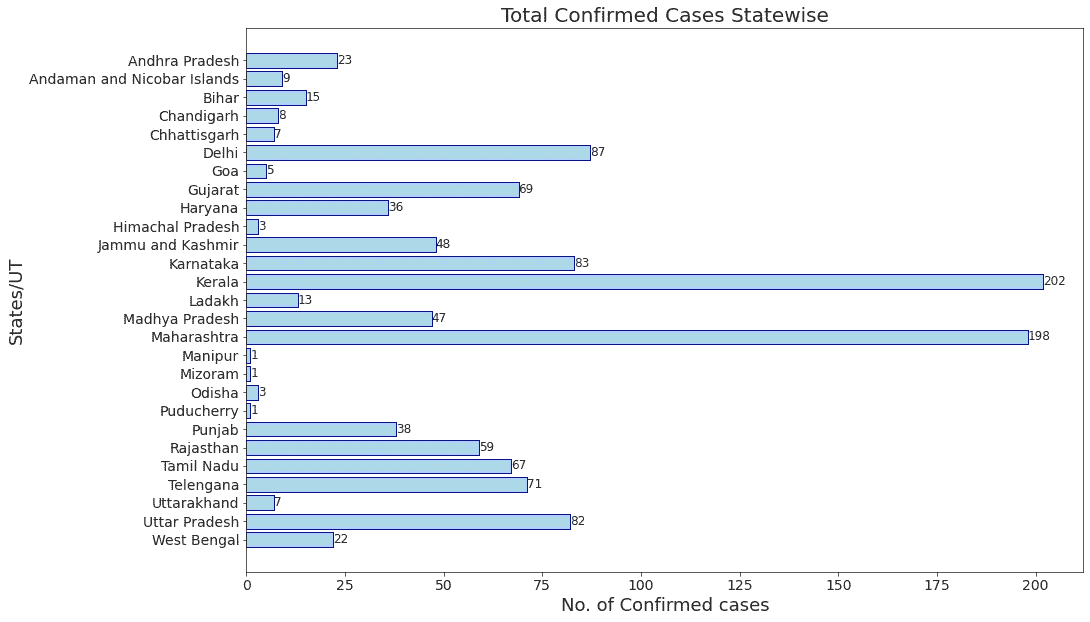 Total Confirmed Cases Statewise
States/UT
Andhra Pradesh 23
Andaman and Nicobar Islands 9
Bihar 15
Chandigarh 8
Chhattisgarh 7
Delhi 87
Goa 5
Gujarat 69
Haryana 36
Himachal Pradesh 3
Jammu and Kashmir 48
Karnataka 83
Kerala 202
Ladakh 13
Madhya Pradesh 47
Maharashtra 198
Manipur 1
Mizoram 1
Odisha 3
Puducherry 1
Punjab 38
Rajasthan 59
Tamil Nadu 67
Telengana 71
Uttarakhand 7
Uttar Pradesh 82
West Bengal 22
0 25 50 75 100 125 150 175 200
No. of Confirmed cases